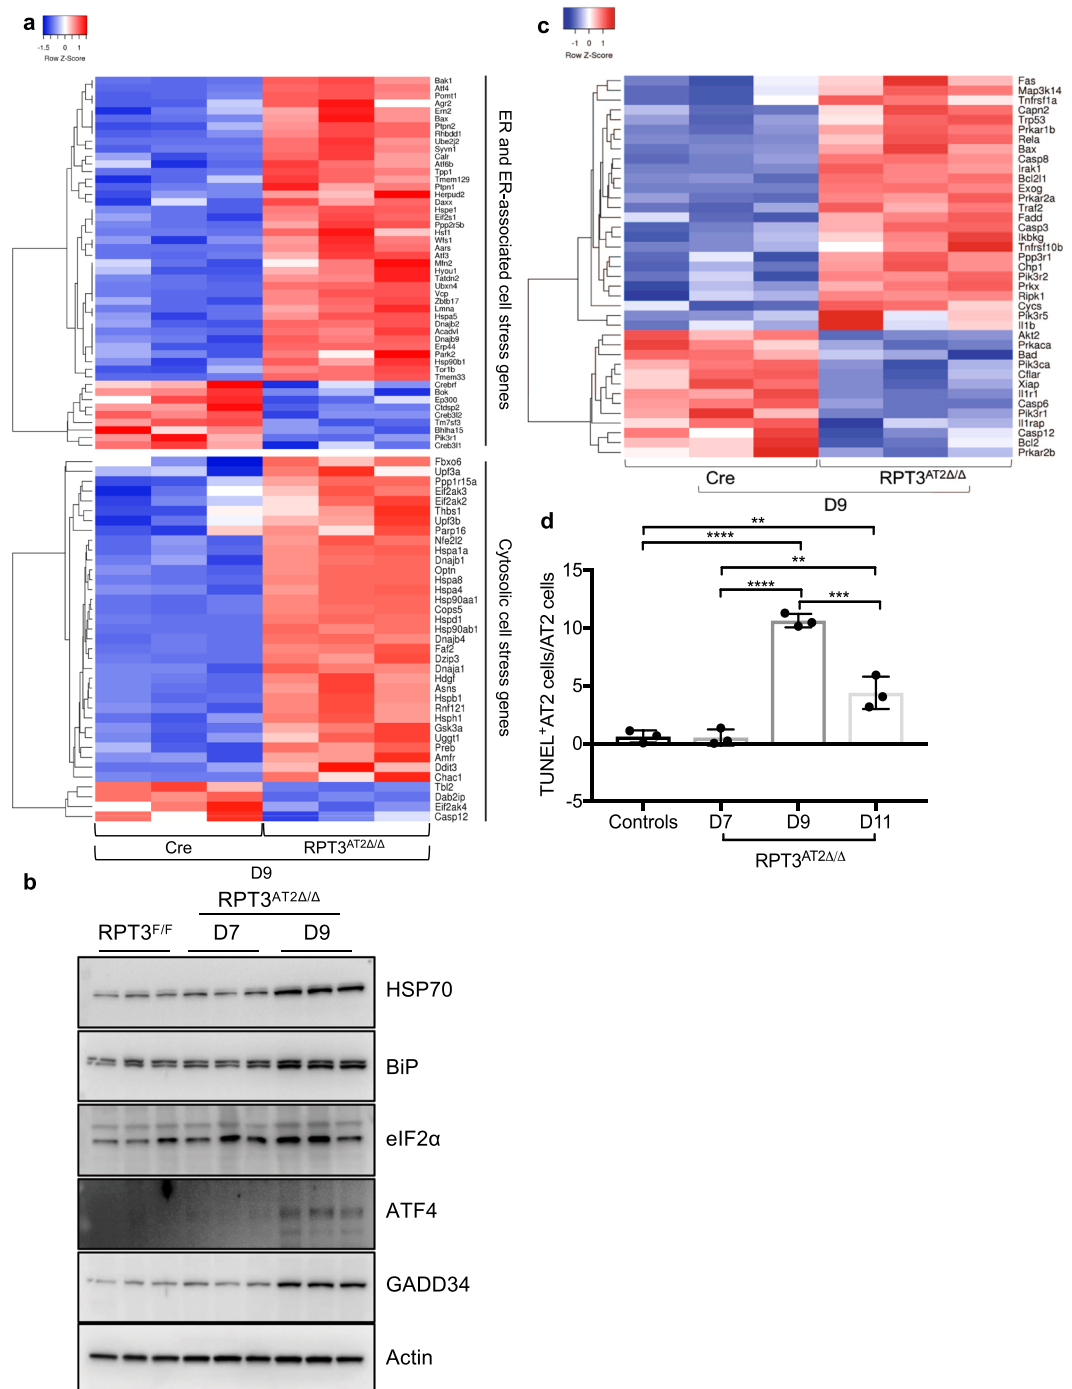 a
-1.5 0 1
Row Z-Score
Bak1
Atf4
Pomt1
Agr2
Ern2
Bax
Ptpn2
Rhbdd1
Ube2j2
Syvn1
Calr
Atf6b
Tpp1
Tmem129
Ptpn1
Herpud2
Daxx
Hspe1
Eif2s1
Ppp2r5b
Hsf1
Wfs1
Aars
Atf3
Mfn2
Hyou1
Tatdn2
Ubxn4
Vcp
Zbtb17
Lmna
Hspa5
Dnajb2
Acadvl
Dnajb9
Erp44
Park2
Hsp90b1
Tor1b
Tmem33
Crebrf
Bok
Ep300
Ctdsp2
Creb3l2
Tm7sf3
Bhlha15
Pik3r1
Creb3l1
ER and ER-associated cell stress genes
Fbxo6
Upf3a
Ppp1r15a
Eif2ak3
Eif2ak2
Thbs1
Upf3b
Parp16
Nfe2l2
Hspa1a
Dnajb1
Optn
Hspa8
Hspa4
Hsp90aa1
Cops5
Hspd1
Hsp90ab1
Dnajb4
Faf2
Dzip3
Dnaja1
Hdgf
Asns
Hspb1
Rnf121
Hsph1
Gsk3a
Uggt1
Preb
Amfr
Ddit3
Chac1
Tbl2
Dab2ip
Eif2ak4
Casp12
Cytosolic cell stress genes
Cre RPT3AT2Δ/Δ
D9
b
RPT3AT2Δ/Δ
RPT3F/F D7 D9
HSP70
BiP
eIF2α
ATF4
GADD34
Actin
c
-1 0 1
Row Z-Score
Fas
Map3k14
Tnfrsf1a
Capn2
Trp53
Prkar1b
Rela
Bax
Casp8
Irak1
Bcl2l1
Exog
Prkar2a
Traf2
Fadd
Casp3
Ikbkg
Tnfrsf10b
Ppp3r1
Chp1
Pik3r2
Prkx
Ripk1
Cycs
Pik3r5
Il1b
Akt2
Prkaca
Bad
Pik3ca
Cflar
Xiap
Il1r1
Casp6
Pik3r1
Il1rap
Casp12
Bcl2
Prkar2b
Cre RPT3AT2Δ/Δ
D9
d
**
****
**
****
***
15
10
5
0
-5
TUNEL+AT2 cells/AT2 cells
Controls D7 D9 D11
RPT3AT2Δ/Δ